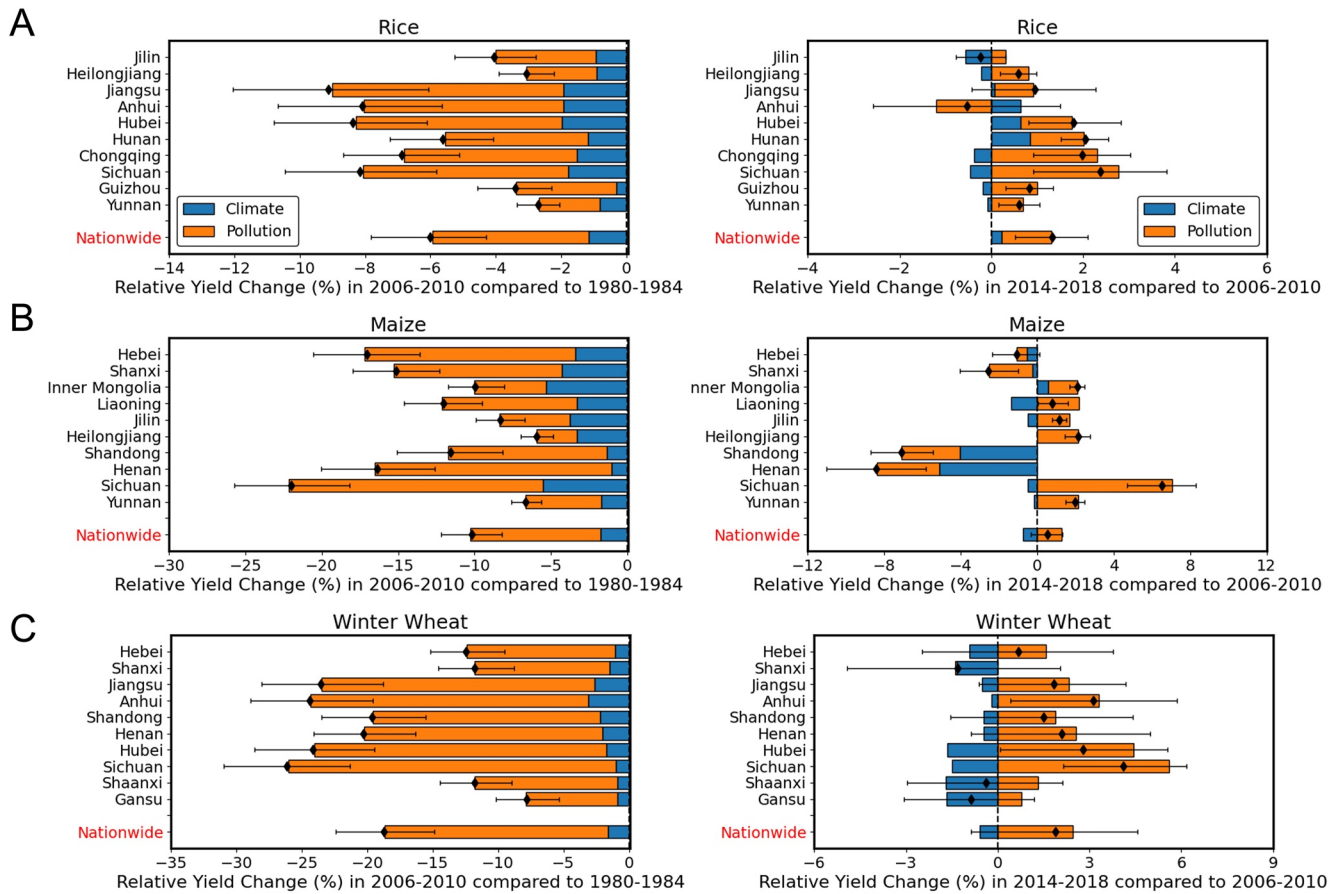 A
Rice
Jilin
Heilongjiang
Jiangsu
Anhui
Hubei
Hunan
Chongqing
Sichuan
Guizhou
Yunnan
Nationwide
Climate
Pollution
−14 −12 −10 −8 −6 −4 −2 0
Relative Yield Change (%) in 2006-2010 compared to 1980-1984
Rice
Jilin
Heilongjiang
Jiangsu
Anhui
Hubei
Hunan
Chongqing
Sichuan
Guizhou
Yunnan
Nationwide
Climate
Pollution
−4 −2 0 2 4 6
Relative Yield Change (%) in 2014-2018 compared to 2006-2010
B
Maize
Hebei
Shanxi
Inner Mongolia
Liaoning
Jilin
Heilongjiang
Shandong
Henan
Sichuan
Yunnan
Nationwide
−30 −25 −20 −15 −10 −5 0
Relative Yield Change (%) in 2006-2010 compared to 1980-1984
Maize
Hebei
Shanxi
nner Mongolia
Liaoning
Jilin
Heilongjiang
Shandong
Henan
Sichuan
Yunnan
Nationwide
−12 −8 −4 0 4 8 12
Relative Yield Change (%) in 2014-2018 compared to 2006-2010
C
Winter Wheat
Hebei
Shanxi
Jiangsu
Anhui
Shandong
Henan
Hubei
Sichuan
Shaanxi
Gansu
Nationwide
−35 −30 −25 −20 −15 −10 −5 0
Relative Yield Change (%) in 2006-2010 compared to 1980-1984
Winter Wheat
Hebei
Shanxi
Jiangsu
Anhui
Shandong
Henan
Hubei
Sichuan
Shaanxi
Gansu
Nationwide
−6 −3 0 3 6 9
Relative Yield Change (%) in 2014-2018 compared to 2006-2010